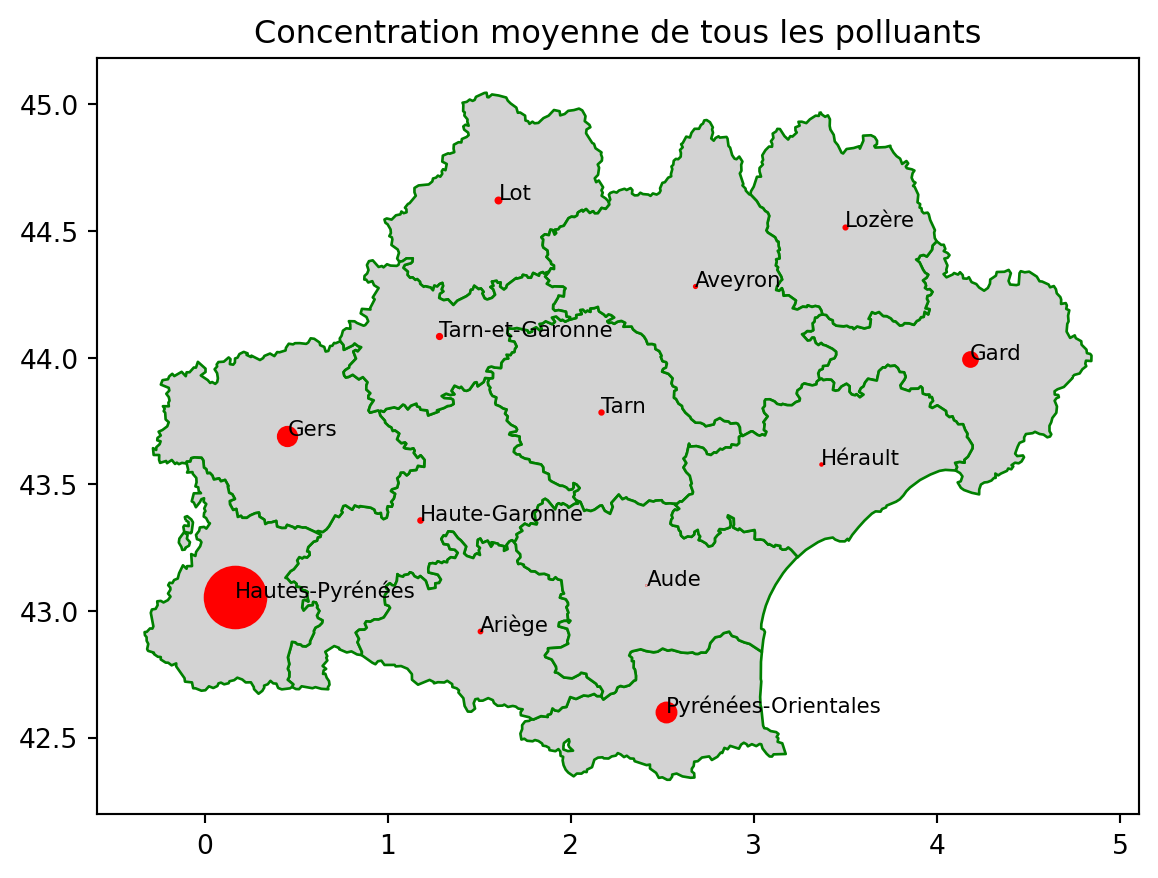 Concentration moyenne de tous les polluants
45.0
44.5
44.0
43.5
43.0
42.5
Lot
Lozère
Aveyron
Tarn-et-Garonne
Gard
Tarn
Gers
Hérault
Haute-Garonne
Aude
Hautes-Pyrénées
Ariège
Pyrénées-Orientales
0 1 2 3 4 5